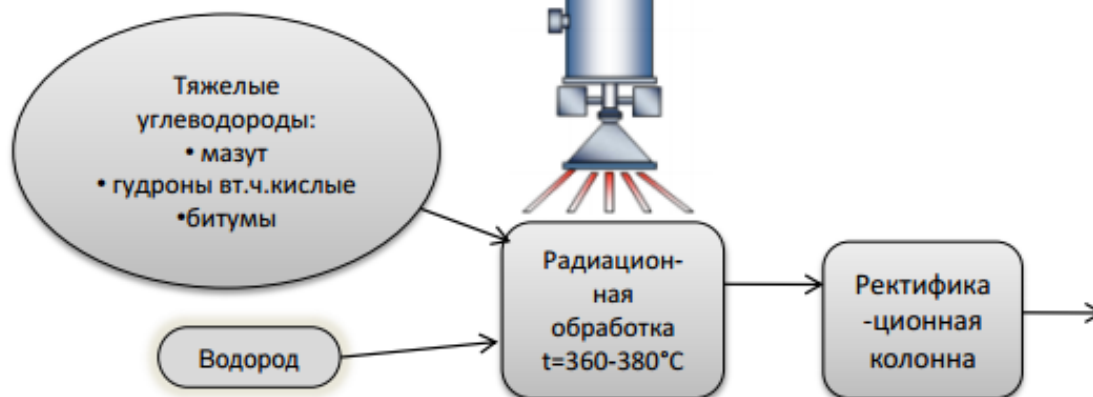 Тяжелые
углеводороды:
• мазут
• гудроны вт.ч.кислые
•битумы
Водород
Радиацион-
ная
обработка
t=360-380°C
Ректифика
-ционная
колонна